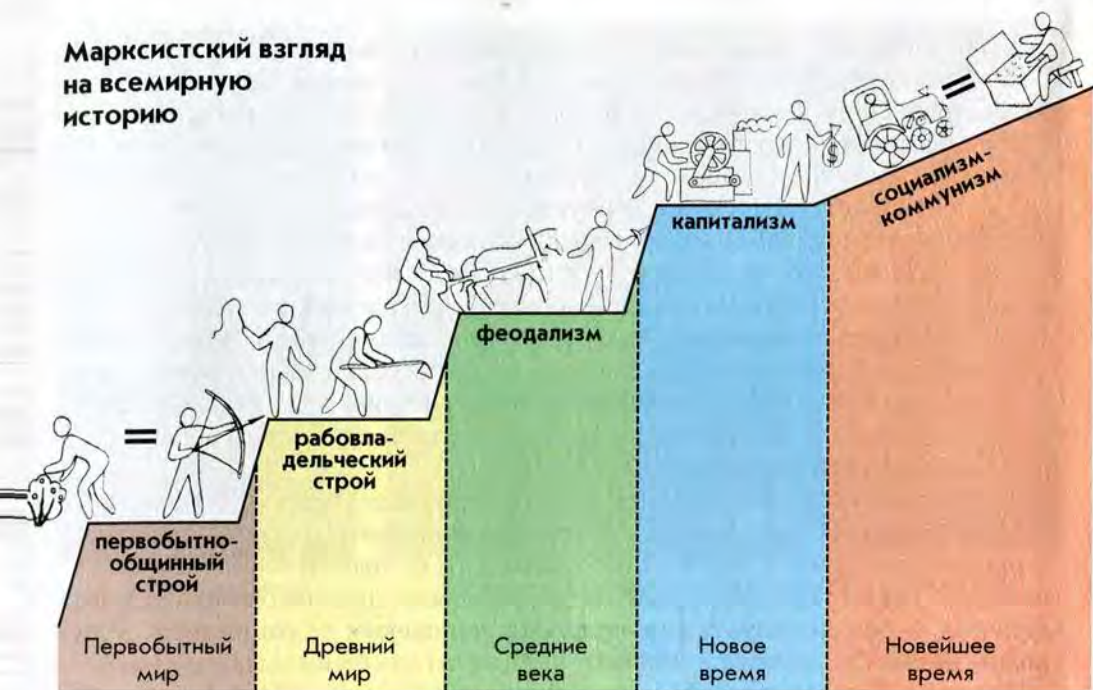 Марксистский взгляд
на всемирную
историю
=
$
=
социализм-
коммунизм
капитализм
феодализм
рабовла-
дельческий
строй
=
первобытно-
общинный
строй
Первобытный
мир
Древний
мир
Средние
века
Новое
время
Новейшее
время